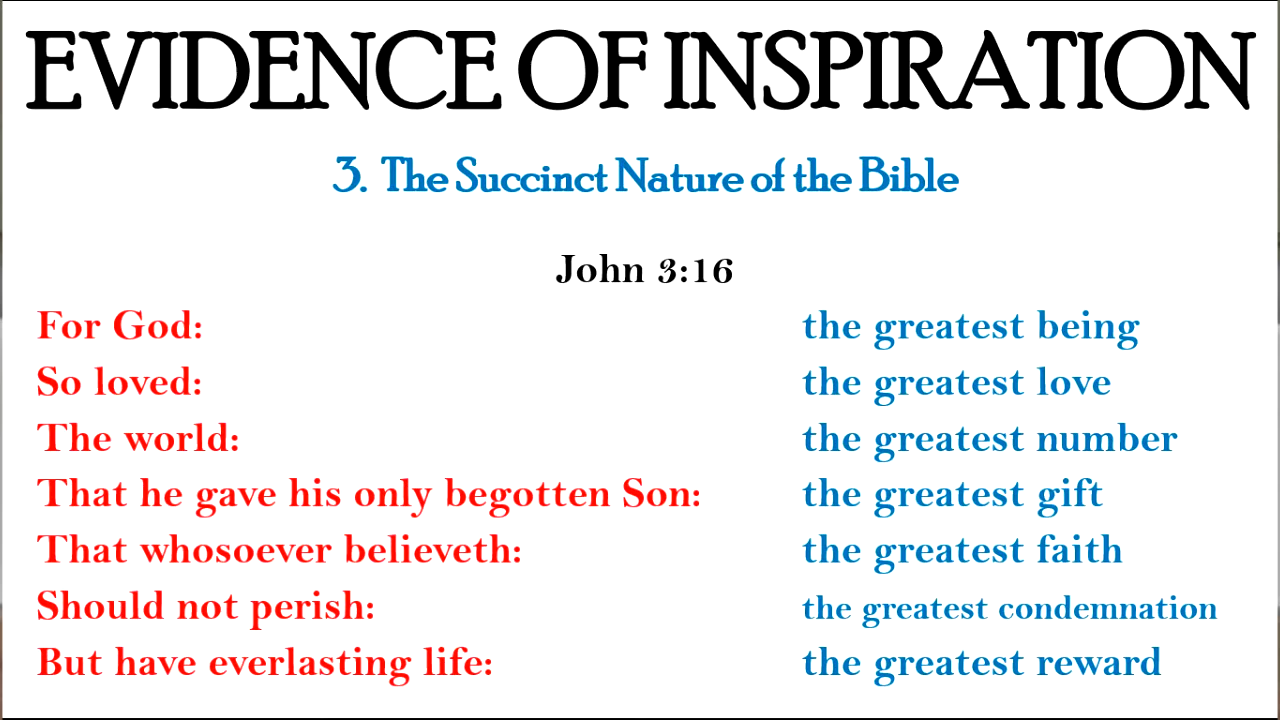 EVIDENCE OF INSPIRATION
3. The Succinct Nature of the Bible
John 3:16
For God: the greatest being
So loved: the greatest love
The world: the greatest number
That he gave his only begotten Son: the greatest gift
That whosoever believeth: the greatest faith
Should not perish: the greatest condemnation
But have everlasting life: the greatest reward